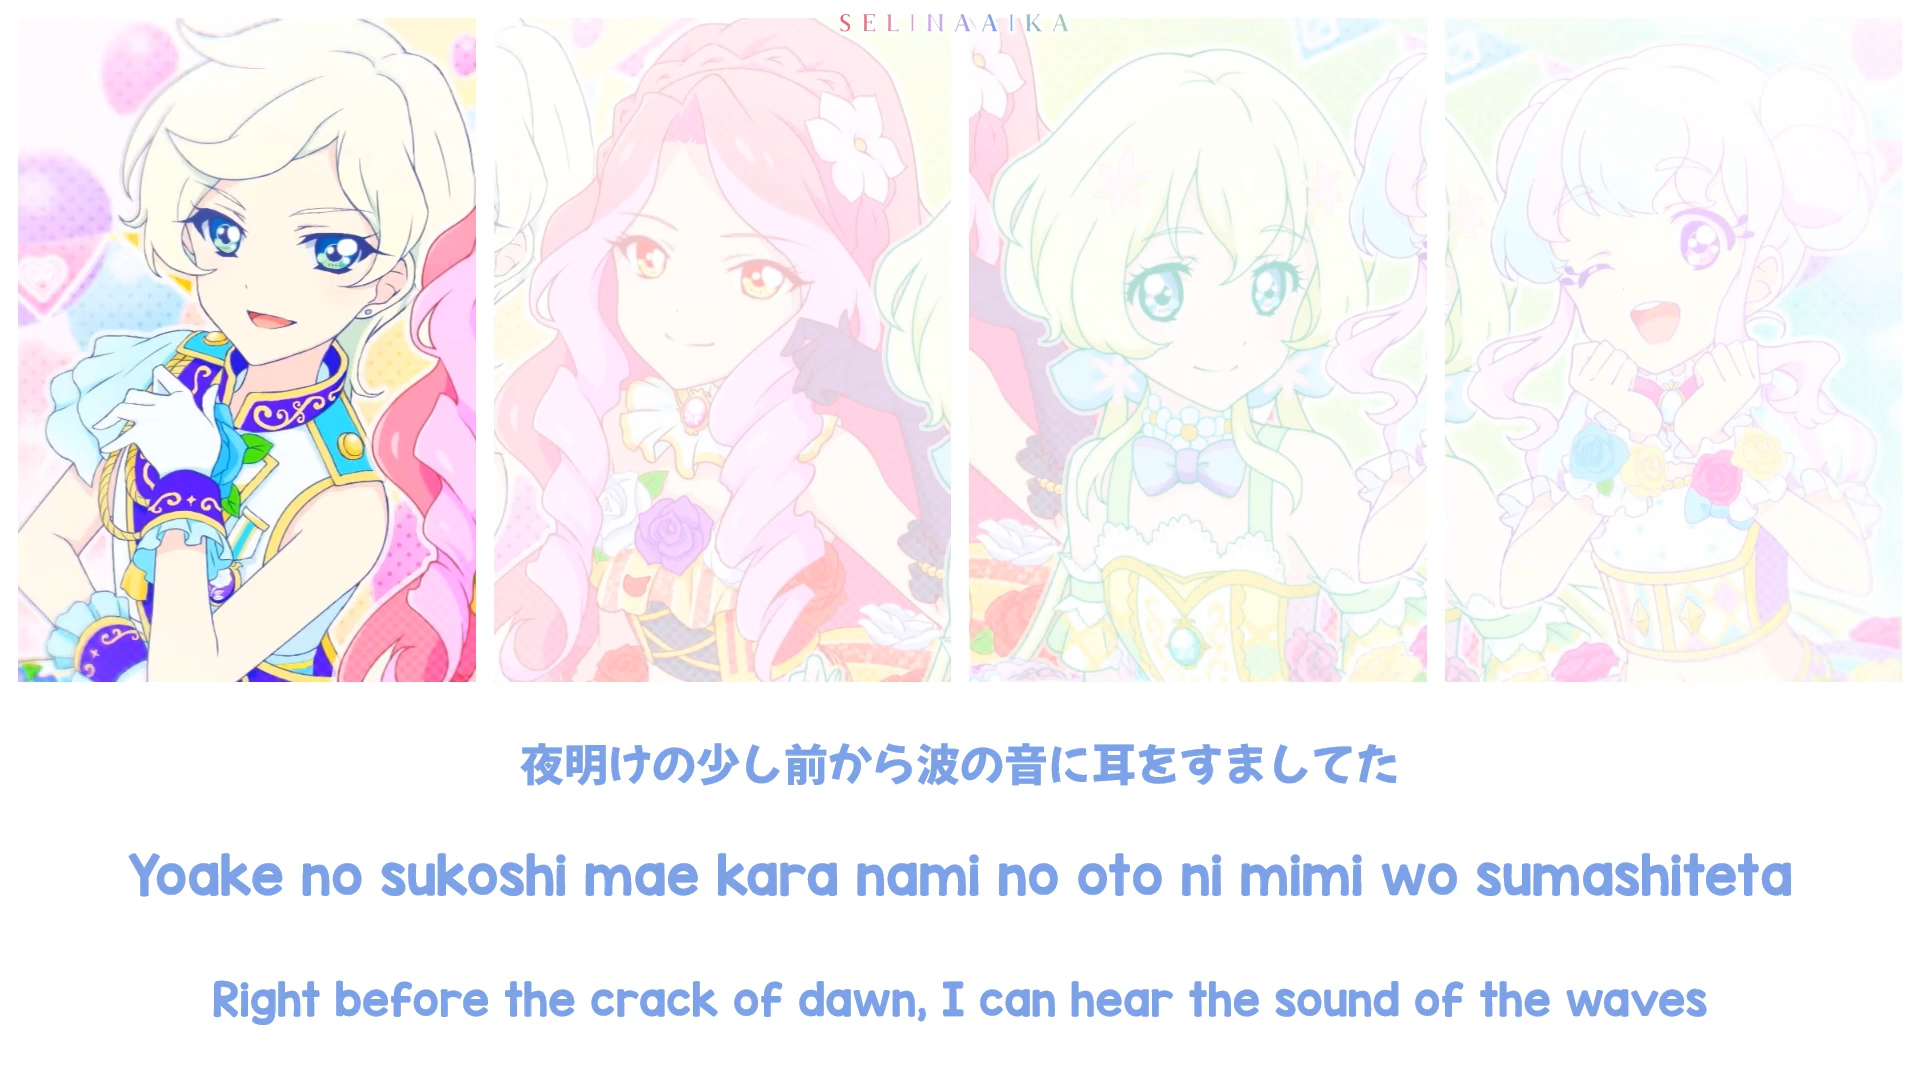 SELINAAIKA
夜明けの少し前から波の音に耳をすましてた
Yoake no sukoshi mae kara nami no oto ni mimi wo sumashiteta
Right before the crack of dawn, I can hear the sound of the waves